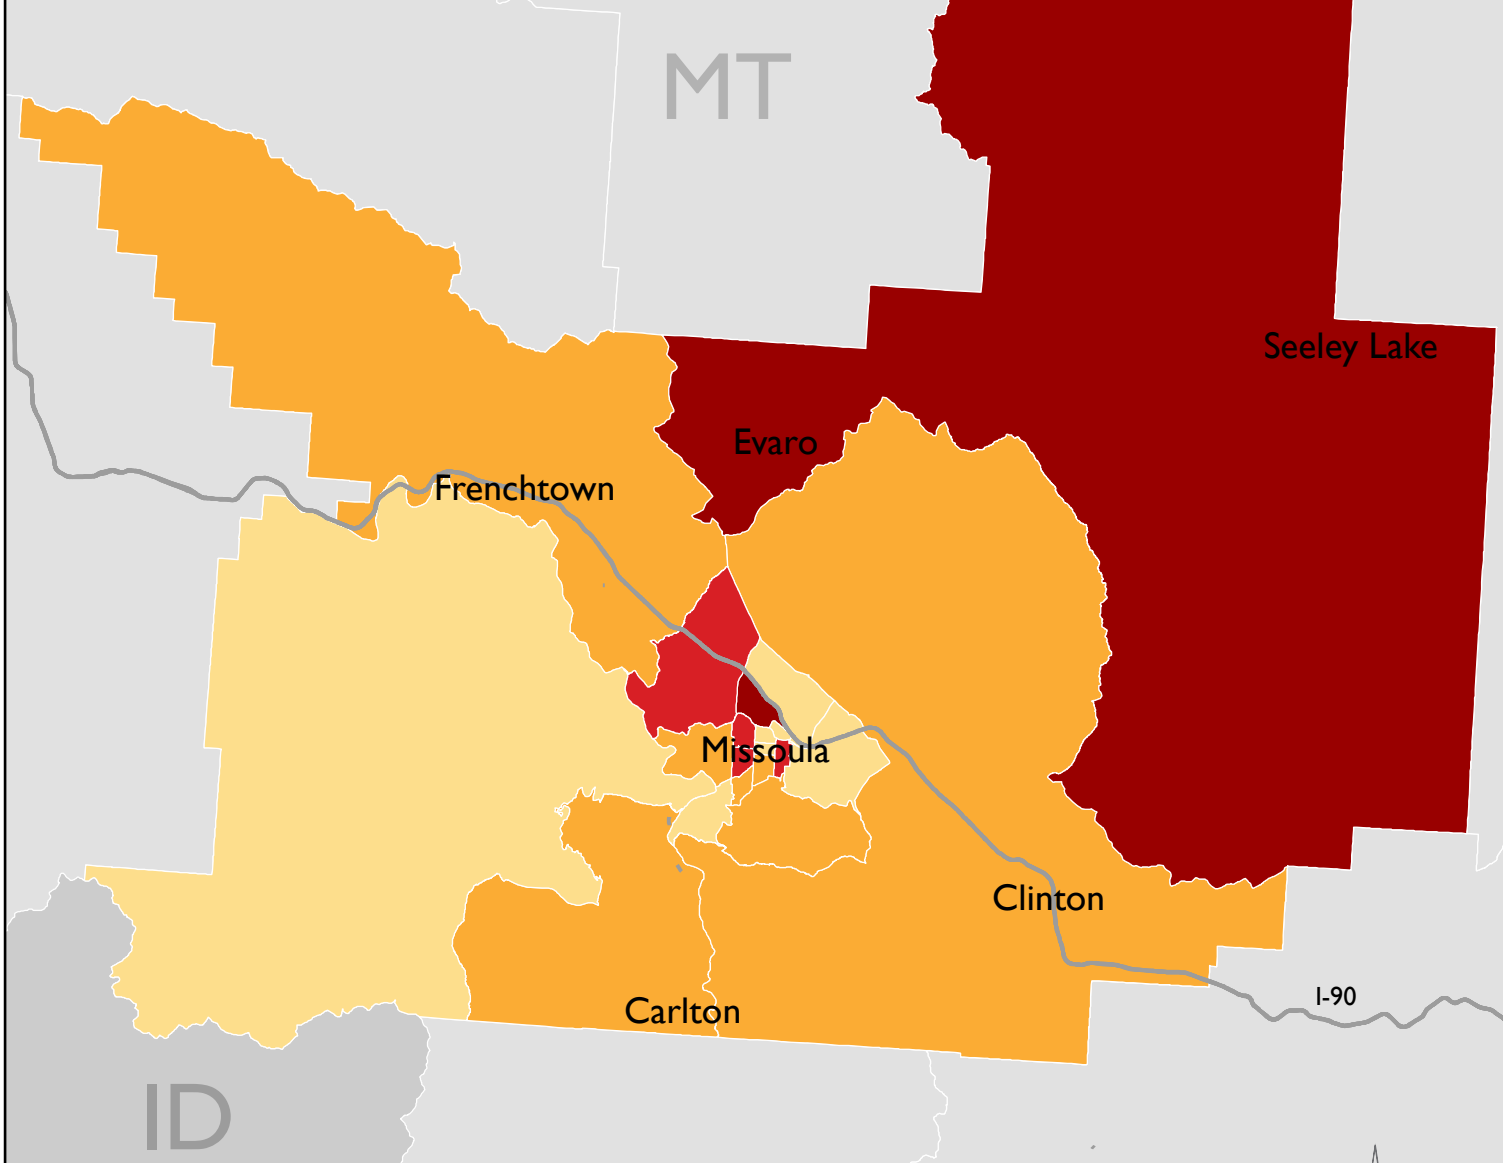 MT
Seeley Lake
Evaro
Frenchtown
Missoula
Clinton
I-90
Carlton
ID